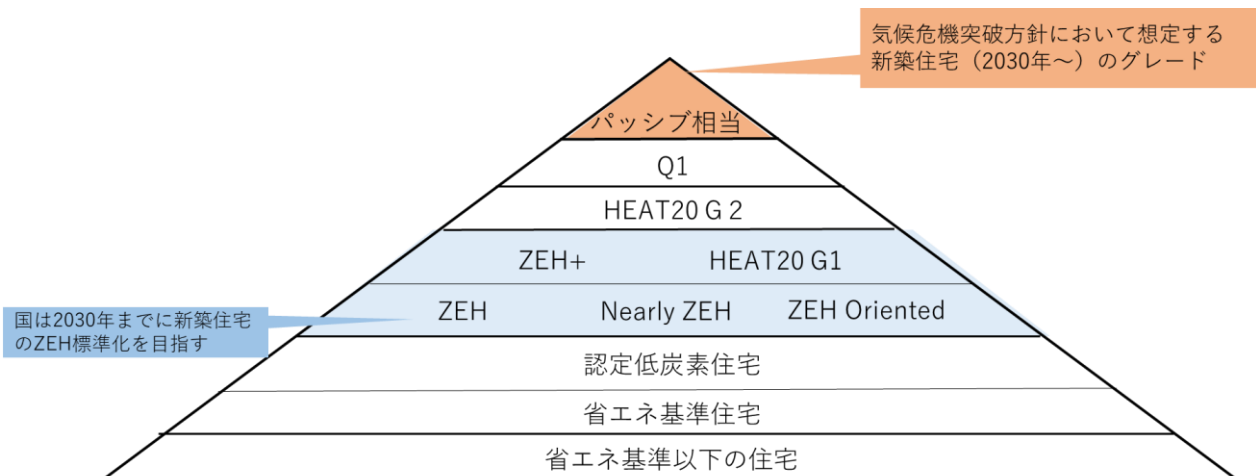 気候危機突破方針において想定する
新築住宅（2030年～）のグレード
パッシブ相当
Q1
HEAT20 G 2
ZEH+ HEAT20 G1
国は2030年までに新築住宅
のZEH標準化を目指す
ZEH Nearly ZEH ZEH Oriented
認定低炭素住宅
省エネ基準住宅
省エネ基準以下の住宅